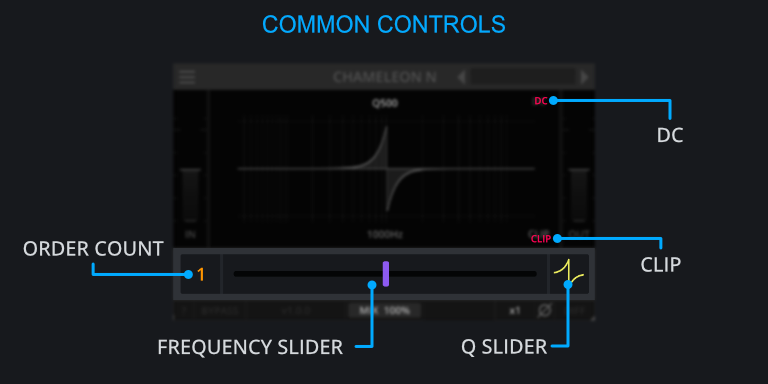 COMMON CONTROLS
CHAMELEON N
Q500
DC
DC
IN
1000Hz
CLIP
OUT
CLIP
ORDER COUNT
1
CLIP
FREQUENCY SLIDER
MIX 100%
x1
Q SLIDER